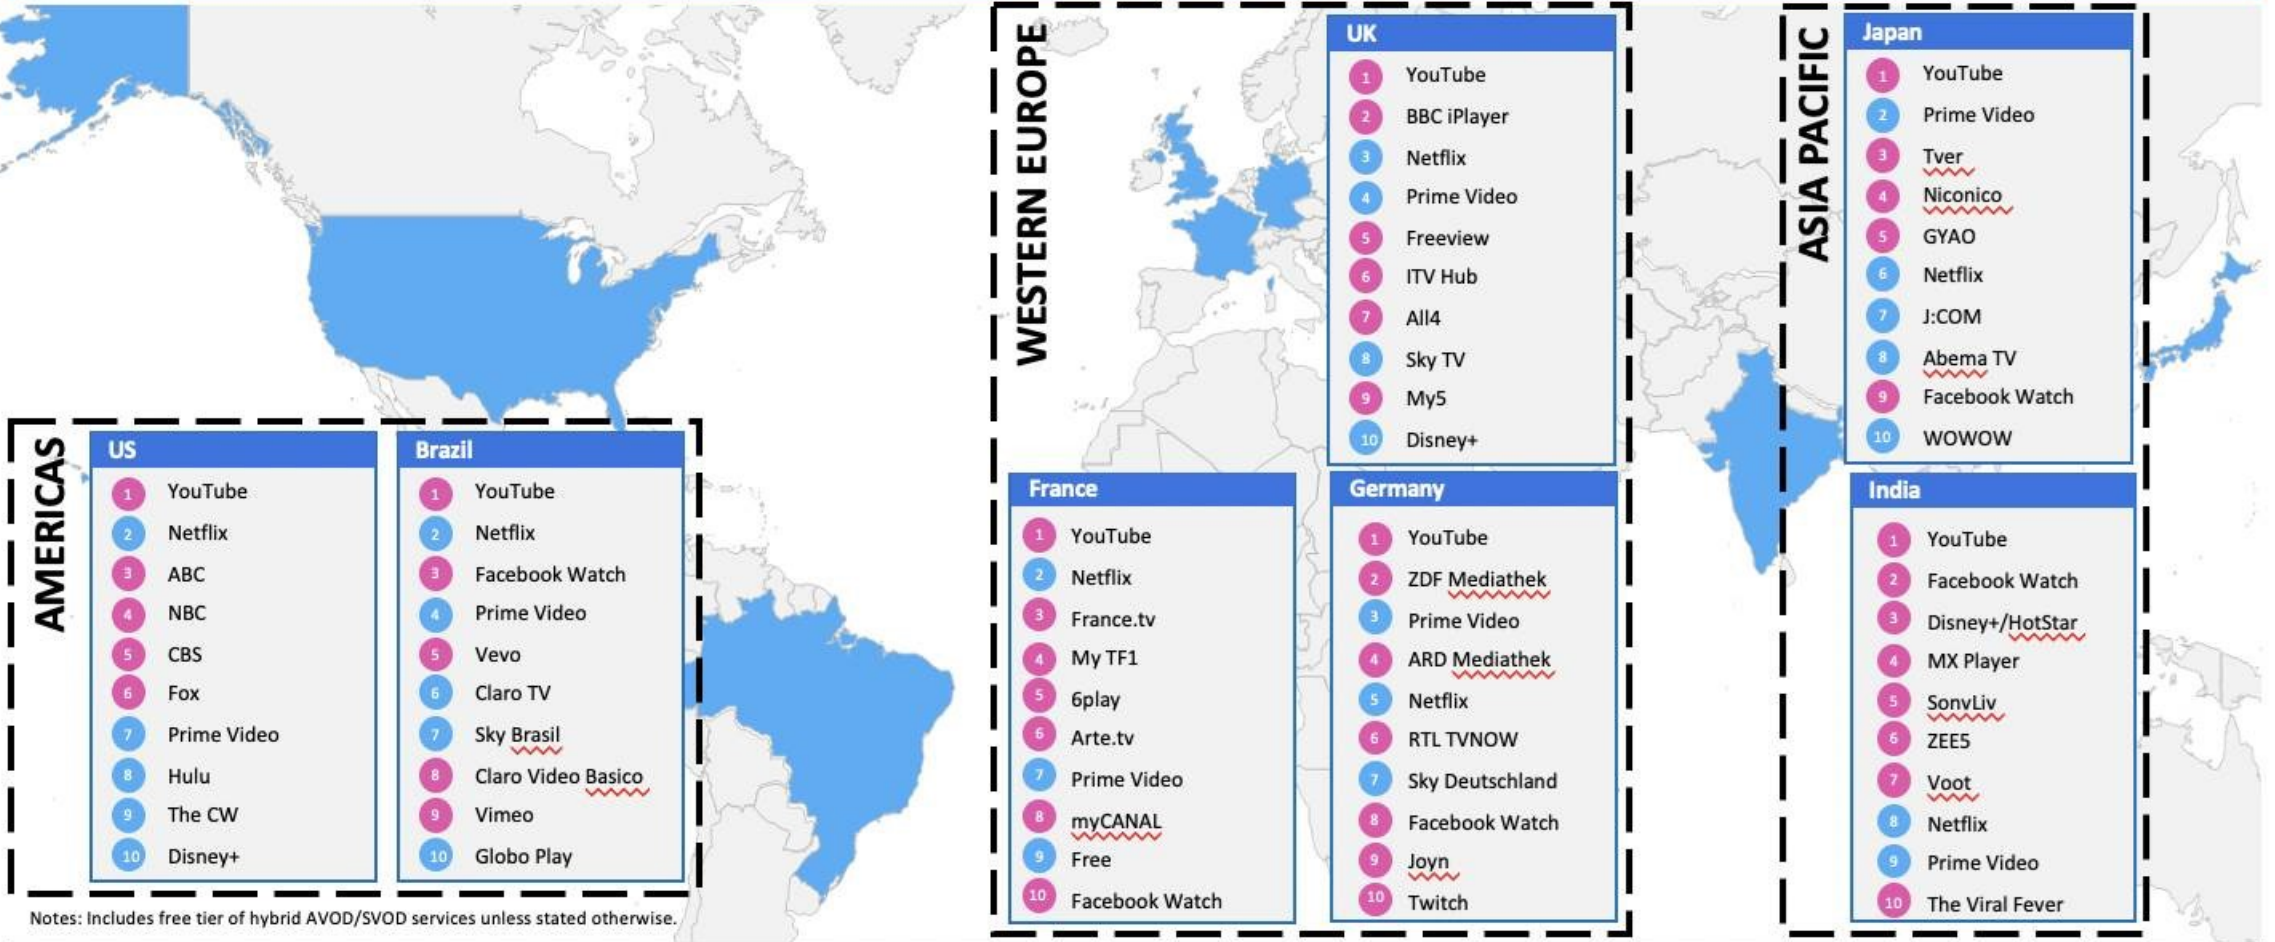 AMERICAS
US
1 YouTube
2 Netflix
3 ABC
4 NBC
5 CBS
6 Fox
7 Prime Video
8 Hulu
9 The CW
10 Disney+
Brazil
1 YouTube
2 Netflix
3 Facebook Watch
4 Prime Video
5 Vevo
6 Claro TV
7 Sky Brasil
8 Claro Video Basico
9 Vimeo
10 Globo Play
Notes: Includes free tier of hybrid AVOD/SVOD services unless stated otherwise.
WESTERN EUROPE
UK
1 YouTube
2 BBC iPlayer
3 Netflix
4 Prime Video
5 Freeview
6 ITV Hub
7 All4
8 Sky TV
9 My5
10 Disney+
France
1 YouTube
2 Netflix
3 France.tv
4 My TF1
5 6play
6 Arte.tv
7 Prime Video
8 myCANAL
9 Free
10 Facebook Watch
Germany
1 YouTube
2 ZDF Mediathek
3 Prime Video
4 ARD Mediathek
5 Netflix
6 RTL TVNOW
7 Sky Deutschland
8 Facebook Watch
9 Joyn
10 Twitch
ASIA PACIFIC
Japan
1 YouTube
2 Prime Video
3 Tver
4 Niconico
5 GYAO
6 Netflix
7 J:COM
8 Abema TV
9 Facebook Watch
10 WOWOW
India
1 YouTube
2 Facebook Watch
3 Disney+/HotStar
4 MX Player
5 SonvLiv
6 ZEE5
7 Voot
8 Netflix
9 Prime Video
10 The Viral Fever